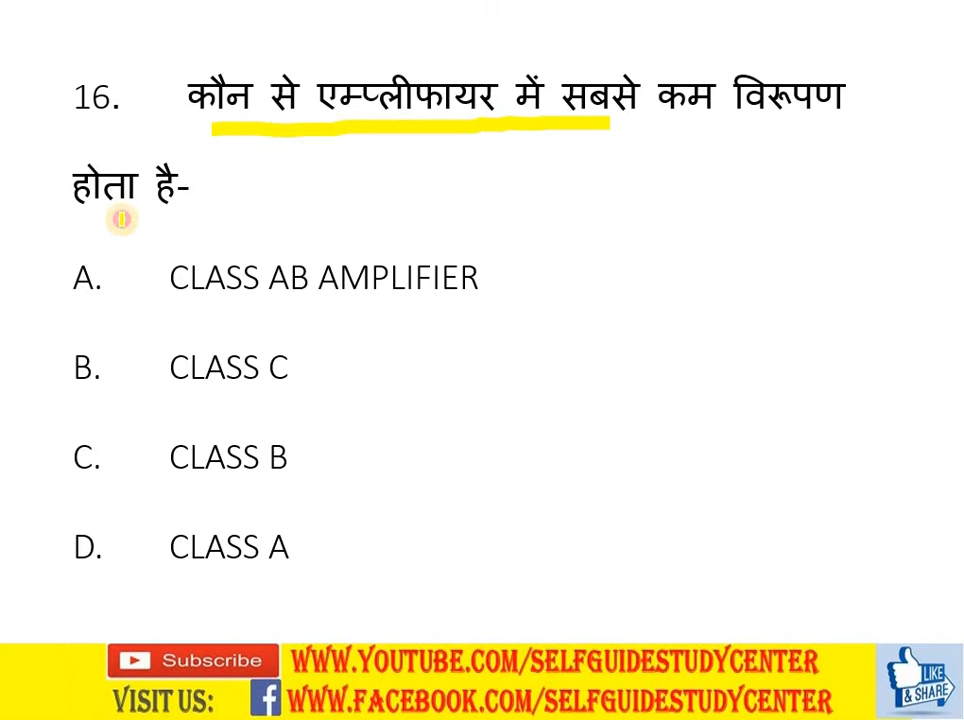 16. कौन से एम्प्लीफायर में सबसे कम विरूपण
होता है-
A. CLASS AB AMPLIFIER
B. CLASS C
C. CLASS B
D. CLASS A
Subscribe WWW.YOUTUBE.COM/SELFGUIDESTUDYCENTER
VISIT US: f WWW.FACEBOOK.COM/SELFGUIDESTUDYCENTER
LIKE
& SHARE